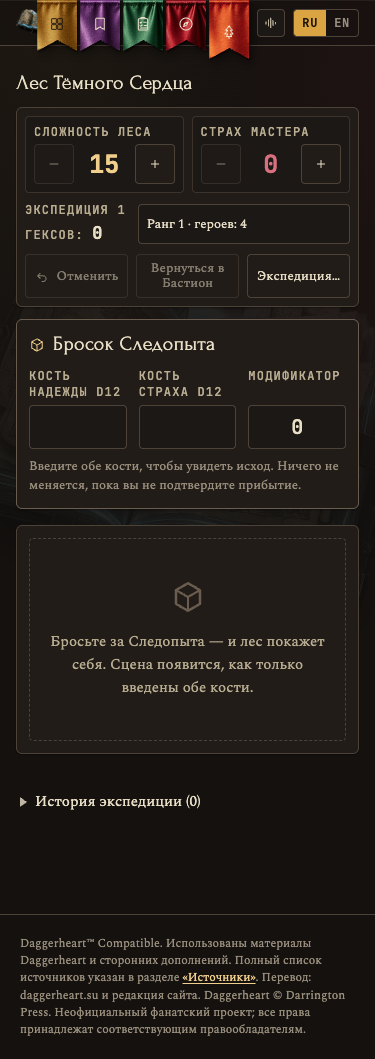 RU EN
Лес Тёмного Сердца
СЛОЖНОСТЬ ЛЕСА
СТРАХ МАСТЕРА
− 15 +
− 0 +
ЭКСПЕДИЦИЯ 1
ГЕКСОВ: 0
Ранг 1 · героев: 4
Отменить
Вернуться в
Бастион
Экспедиция...
Бросок Следопыта
КОСТЬ
НАДЕЖДЫ D12
КОСТЬ
СТРАХА D12
МОДИФИКАТОР
0
Введите обе кости, чтобы увидеть исход. Ничего не
меняется, пока вы не подтвердите прибытие.
Бросьте за Следопыта — и лес покажет
себя. Сцена появится, как только
введены обе кости.
История экспедиции (0)
Daggerheart™ Compatible. Использованы материалы
Daggerheart и сторонних дополнений. Полный список
источников указан в разделе «Источники». Перевод:
daggerheart.su и редакция сайта. Daggerheart © Darrington
Press. Неофициальный фанатский проект; все права
принадлежат соответствующим правообладателям.